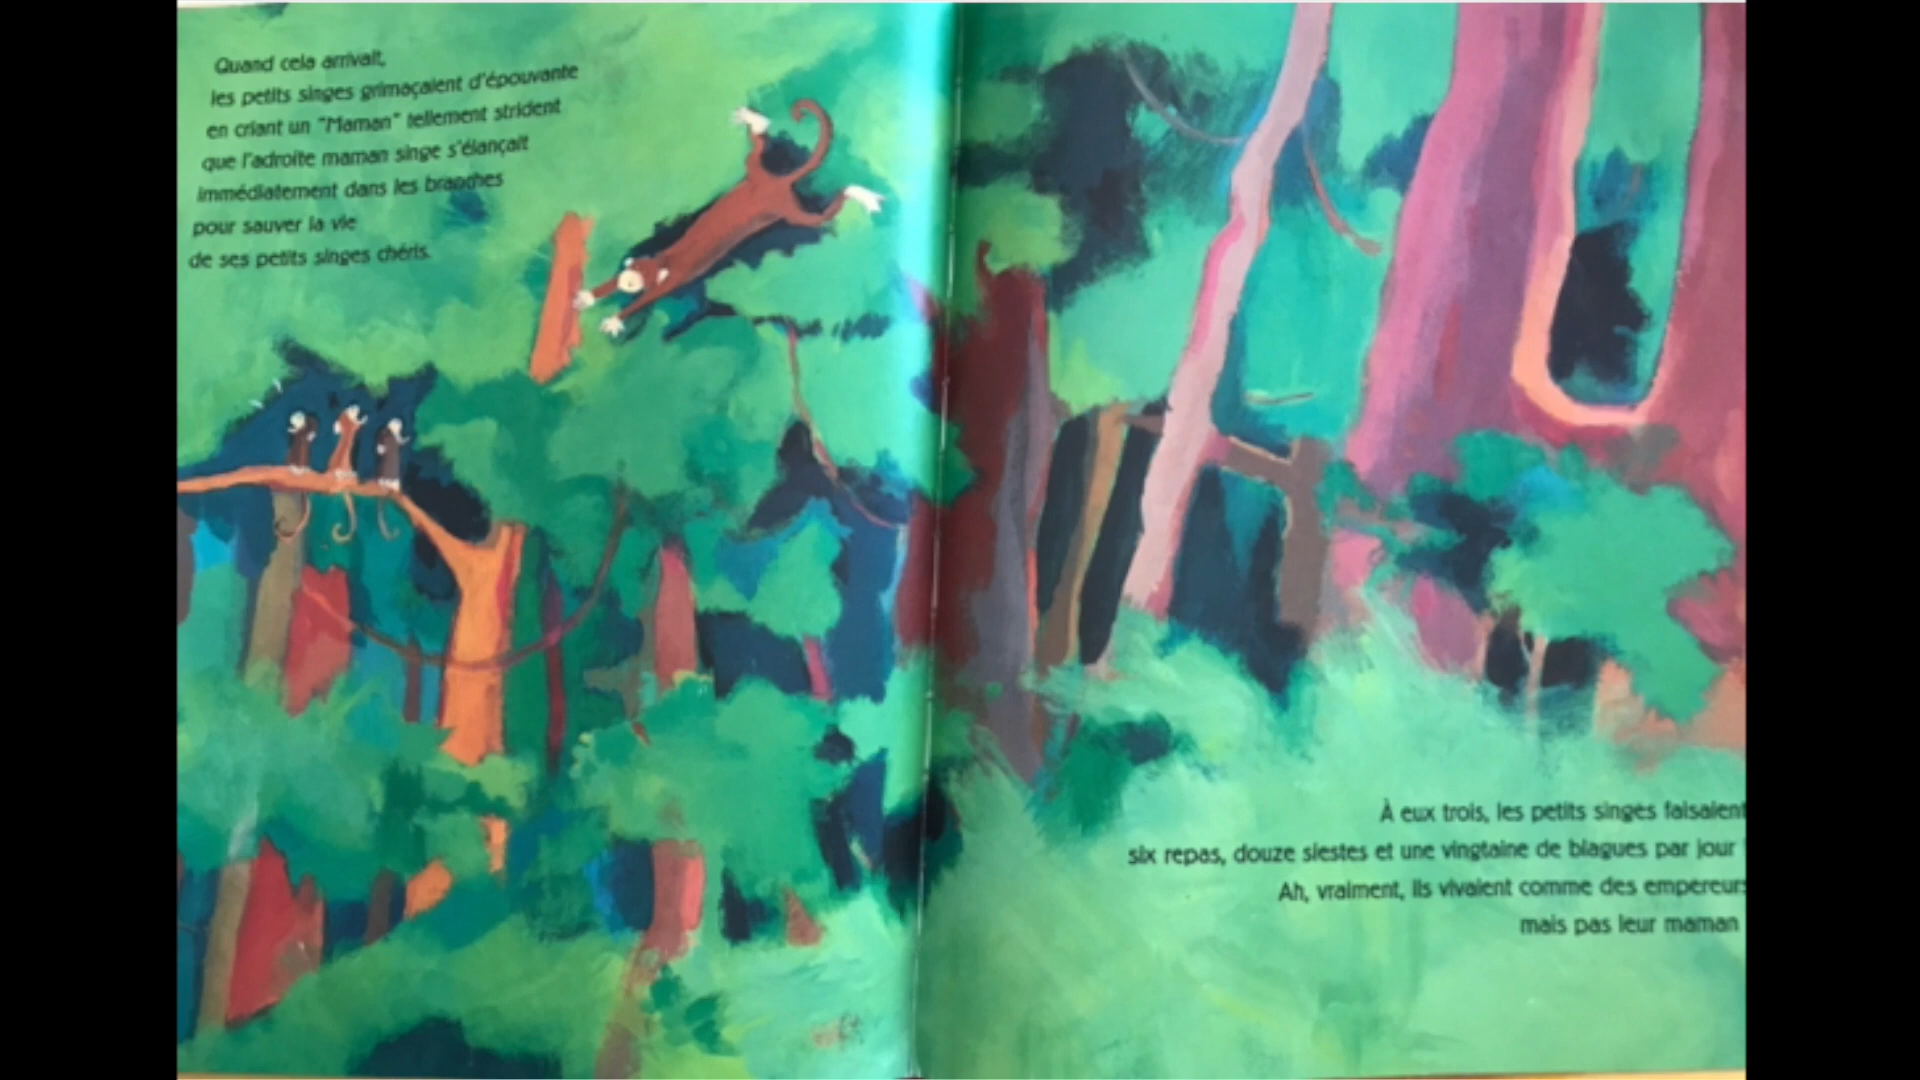 Quand cela arrivait,
les petits singes grimaçaient d'épouvante
en criant un "Maman" tellement strident
que l'adroite maman singe s'élançait
immédiatement dans les branches
pour sauver la vie
de ses petits singes chéris.
À eux trois, les petits singes faisaient
six repas, douze siestes et une vingtaine de blagues par jour
Ah, vraiment, ils vivaient comme des empereurs
mais pas leur maman